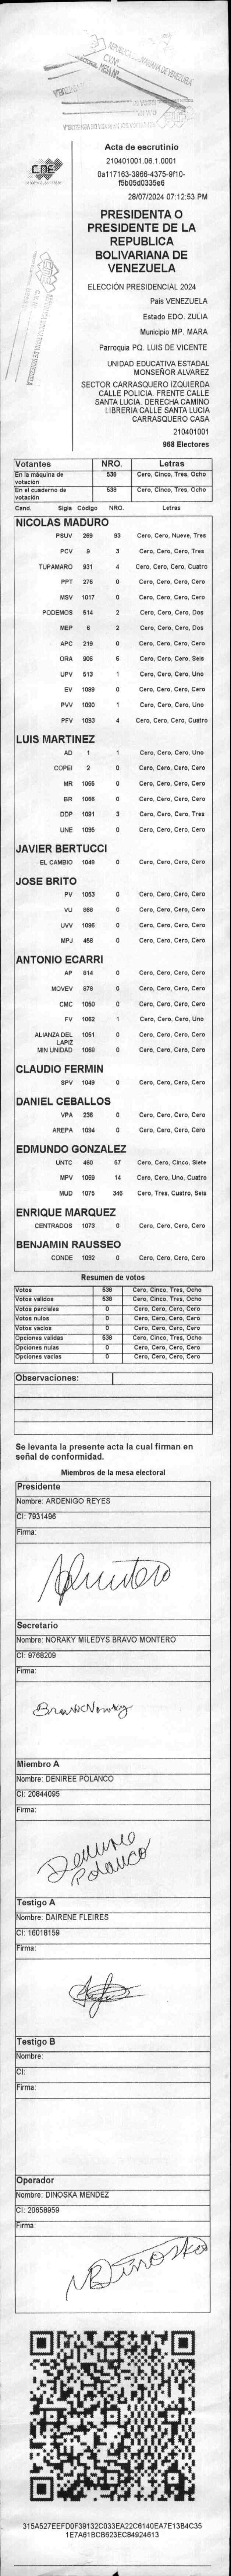 REPUBLICA BOLIVARIANA DE VENEZUELA
CNE
Acta de escrutinio
210401001.06.1.0001
0a117163-3966-4375-9f10-
f5b05d0335e6
28/07/2024 07:12:53 PM
PRESIDENTA O
PRESIDENTE DE LA
REPUBLICA
BOLIVARIANA DE
VENEZUELA
ELECCIÓN PRESIDENCIAL 2024
País VENEZUELA
Estado EDO. ZULIA
Municipio MP. MARA
Parroquia PQ. LUIS DE VICENTE
UNIDAD EDUCATIVA ESTADAL
MONSEÑOR ALVAREZ
SECTOR CARRASQUERO IZQUIERDA
CALLE POLICIA. FRENTE CALLE
SANTA LUCIA. DERECHA CAMINO
LIBRERIA CALLE SANTA LUCIA
CARRASQUERO CASA
210401001
968 Electores
Votantes NRO. Letras
En la máquina de votación 538 Cero, Cinco, Tres, Ocho
En el cuaderno de votación 538 Cero, Cinco, Tres, Ocho
Cand. Sigla Código NRO. Letras
NICOLAS MADURO
PSUV 269 93 Cero, Cero, Nueve, Tres
PCV 9 3 Cero, Cero, Cero, Tres
TUPAMARO 931 4 Cero, Cero, Cero, Cuatro
PPT 276 0 Cero, Cero, Cero, Cero
MSV 1017 0 Cero, Cero, Cero, Cero
PODEMOS 514 2 Cero, Cero, Cero, Dos
MEP 6 2 Cero, Cero, Cero, Dos
APC 219 0 Cero, Cero, Cero, Cero
ORA 906 6 Cero, Cero, Cero, Seis
UPV 513 1 Cero, Cero, Cero, Uno
EV 1089 0 Cero, Cero, Cero, Cero
PVV 1090 1 Cero, Cero, Cero, Uno
PFV 1093 4 Cero, Cero, Cero, Cuatro
LUIS MARTINEZ
AD 1 1 Cero, Cero, Cero, Uno
COPEI 2 0 Cero, Cero, Cero, Cero
MR 1065 0 Cero, Cero, Cero, Cero
BR 1066 0 Cero, Cero, Cero, Cero
DDP 1091 3 Cero, Cero, Cero, Tres
UNE 1095 0 Cero, Cero, Cero, Cero
JAVIER BERTUCCI
EL CAMBIO 1048 0 Cero, Cero, Cero, Cero
JOSE BRITO
PV 1053 0 Cero, Cero, Cero, Cero
VU 868 0 Cero, Cero, Cero, Cero
UVV 1096 0 Cero, Cero, Cero, Cero
MPJ 458 0 Cero, Cero, Cero, Cero
ANTONIO ECARRI
AP 814 0 Cero, Cero, Cero, Cero
MOVEV 878 0 Cero, Cero, Cero, Cero
CMC 1050 0 Cero, Cero, Cero, Cero
FV 1062 1 Cero, Cero, Cero, Uno
ALIANZA DEL LAPIZ 1051 0 Cero, Cero, Cero, Cero
MIN UNIDAD 1068 0 Cero, Cero, Cero, Cero
CLAUDIO FERMIN
SPV 1049 0 Cero, Cero, Cero, Cero
DANIEL CEBALLOS
VPA 236 0 Cero, Cero, Cero, Cero
AREPA 1094 0 Cero, Cero, Cero, Cero
EDMUNDO GONZALEZ
UNTC 460 57 Cero, Cero, Cinco, Siete
MPV 1069 14 Cero, Cero, Uno, Cuatro
MUD 1076 346 Cero, Tres, Cuatro, Seis
ENRIQUE MARQUEZ
CENTRADOS 1073 0 Cero, Cero, Cero, Cero
BENJAMIN RAUSSEO
CONDE 1092 0 Cero, Cero, Cero, Cero
Resumen de votos
Votos 538 Cero, Cinco, Tres, Ocho
Votos validos 538 Cero, Cinco, Tres, Ocho
Votos parciales 0 Cero, Cero, Cero, Cero
Votos nulos 0 Cero, Cero, Cero, Cero
Votos vacios 0 Cero, Cero, Cero, Cero
Opciones validas 538 Cero, Cinco, Tres, Ocho
Opciones nulas 0 Cero, Cero, Cero, Cero
Opciones vacias 0 Cero, Cero, Cero, Cero
Observaciones:
Se levanta la presente acta la cual firman en
señal de conformidad.
Miembros de la mesa electoral
Presidente
Nombre: ARDENIGO REYES
CI: 7931496
Firma:
Secretario
Nombre: NORAKY MILEDYS BRAVO MONTERO
CI: 9768209
Firma:
Miembro A
Nombre: DENIREE POLANCO
CI: 20844095
Firma:
Deniree
Polanco
Testigo A
Nombre: DAIRENE FLEIRES
CI: 16018159
Firma:
Testigo B
Nombre:
CI:
Firma:
Operador
Nombre: DINOSKA MENDEZ
CI: 20658959
Firma:
315A527EEFD0F39132C033EA22C6140EA7E13B4C35
1E7A61BCB623EC84924613